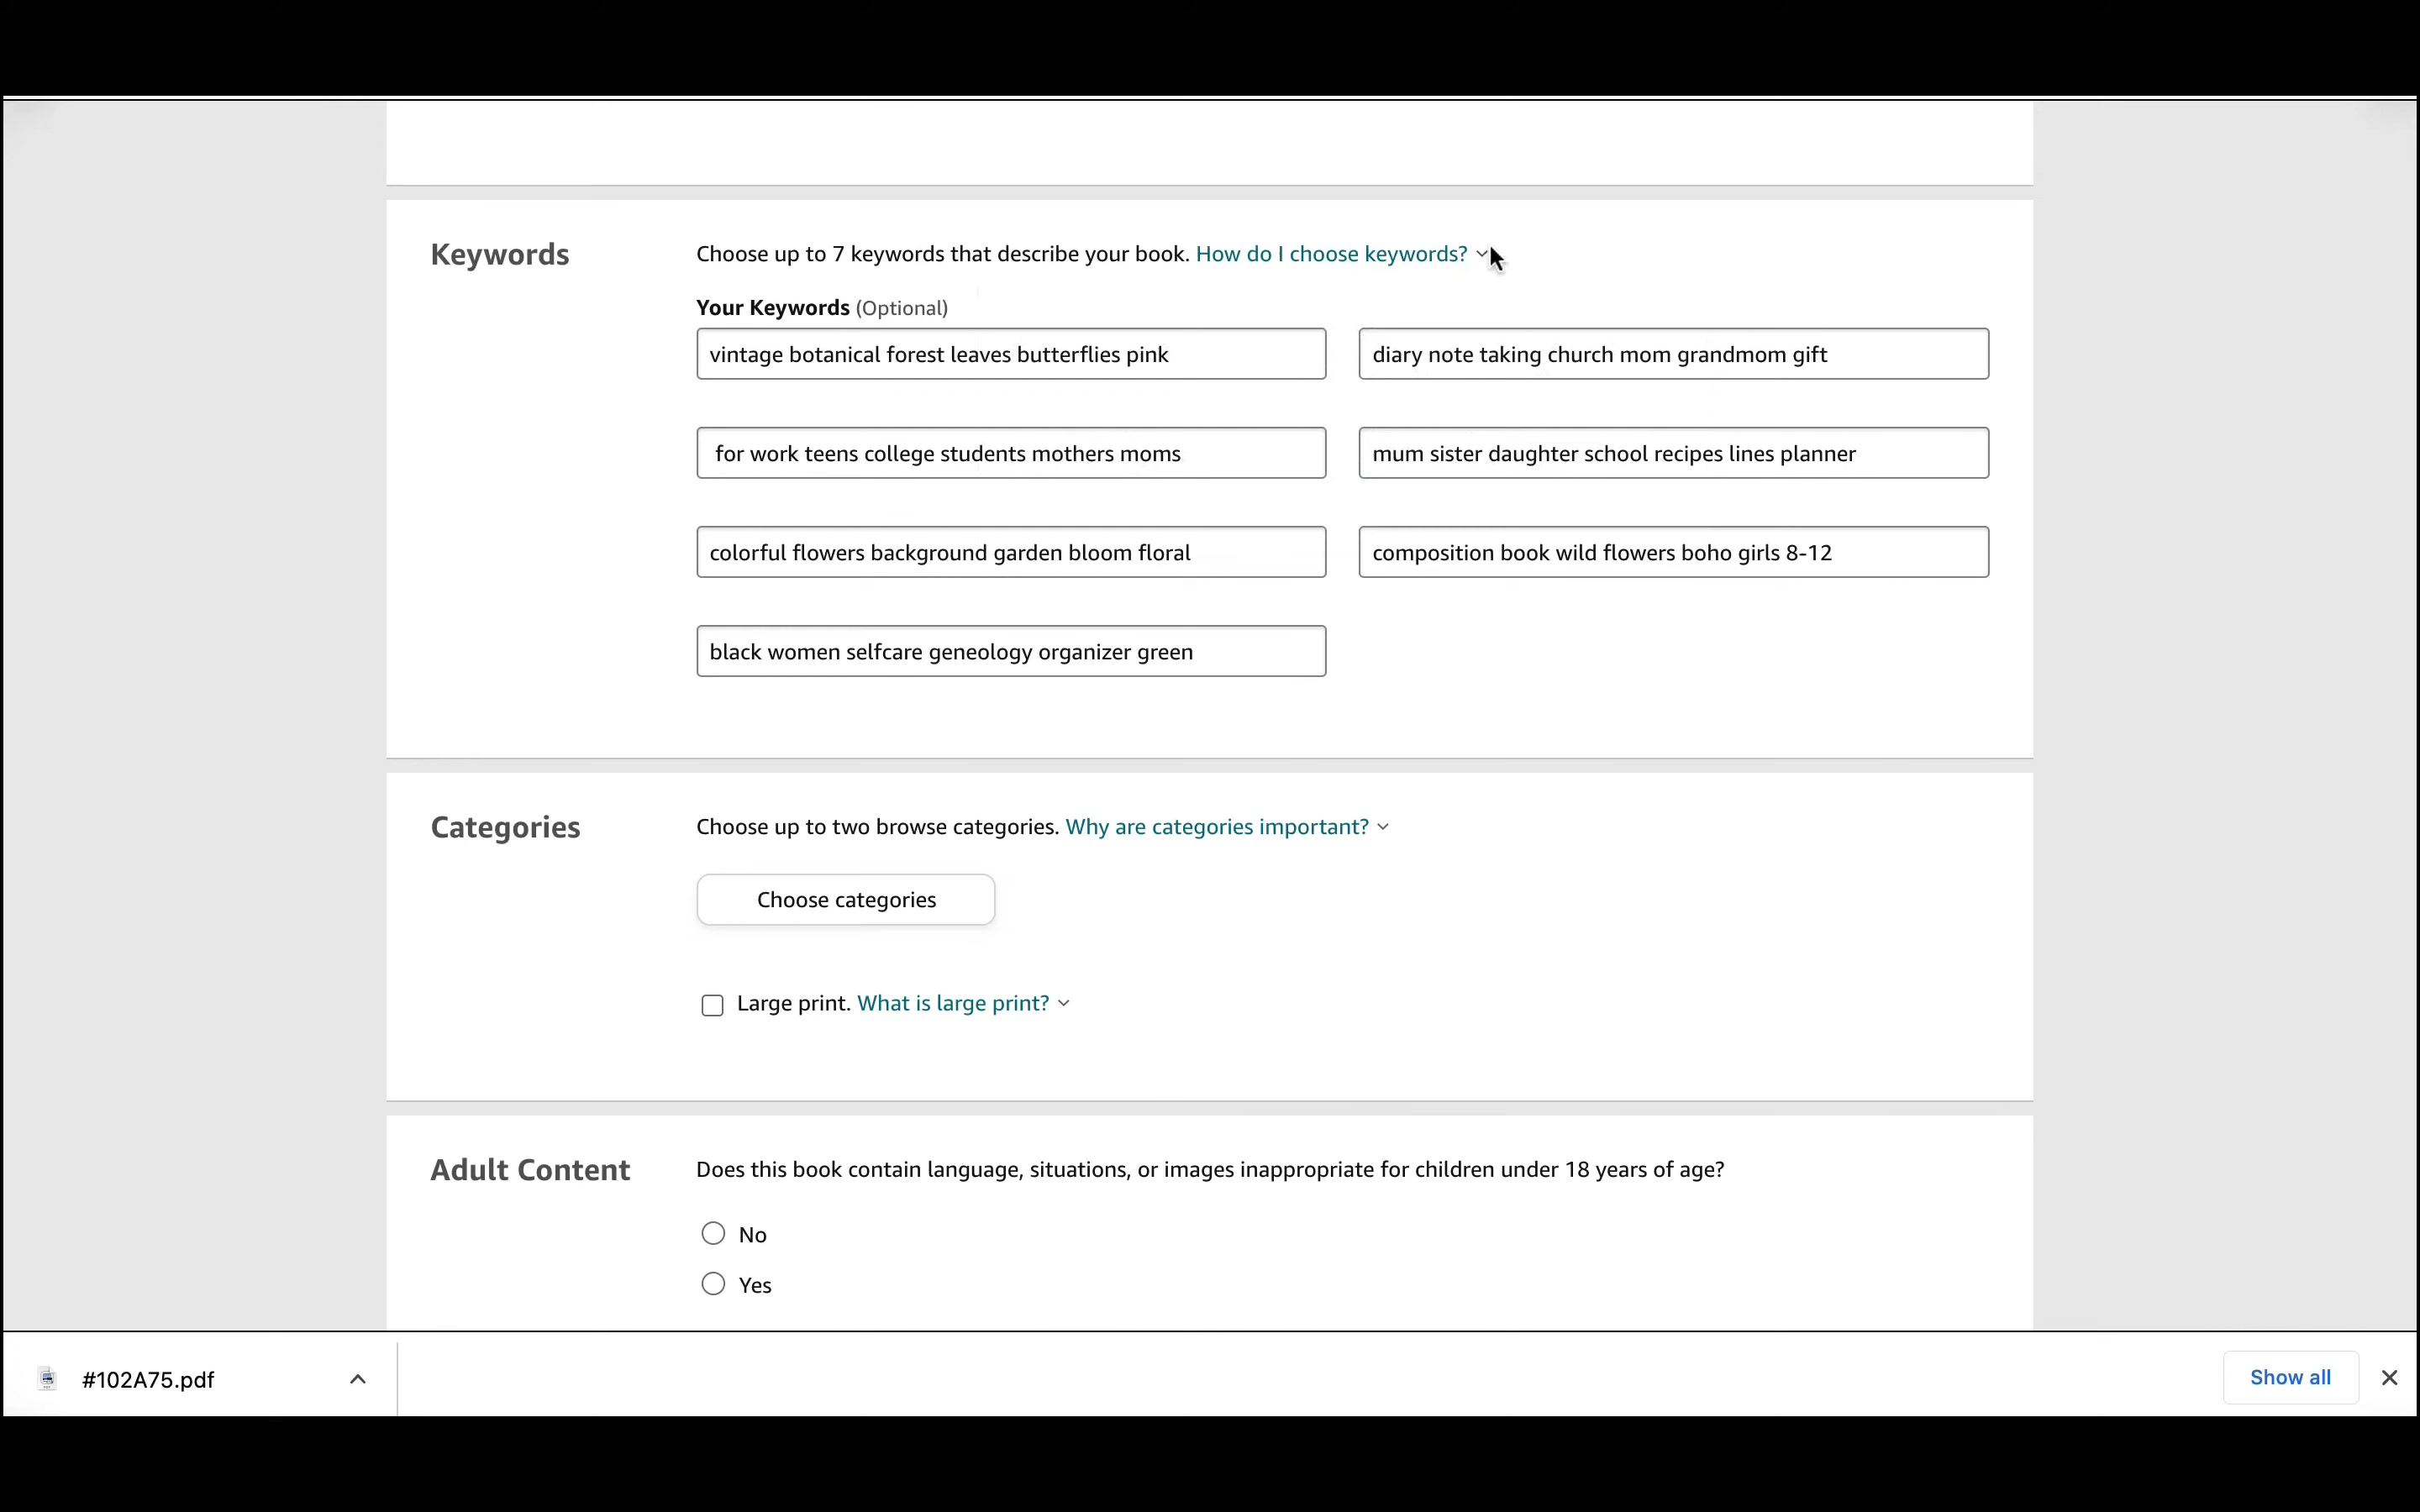 Keywords
Choose up to 7 keywords that describe your book. How do I choose keywords?
Your Keywords (Optional)
vintage botanical forest leaves butterflies pink
diary note taking church mom grandmom gift
for work teens college students mothers moms
mum sister daughter school recipes lines planner
colorful flowers background garden bloom floral
composition book wild flowers boho girls 8-12
black women selfcare geneology organizer green
Categories
Choose up to two browse categories. Why are categories important?
Choose categories
Large print. What is large print?
Adult Content
Does this book contain language, situations, or images inappropriate for children under 18 years of age?
No
Yes
#102A75.pdf
Show all